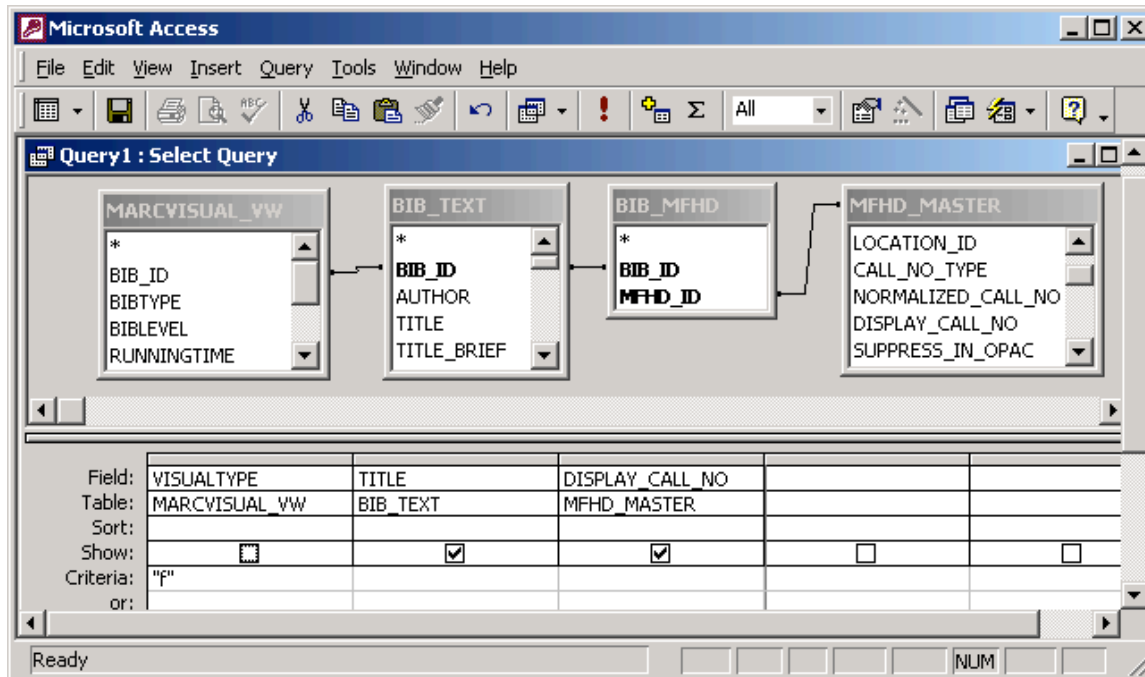 Microsoft Access
File Edit View Insert Query Tools Window Help
ABC All ?
Query1 : Select Query
MARCVISUAL_VW
*
BIB_ID
BIBTYPE
BIBLEVEL
RUNNINGTIME
BIB_TEXT
*
BIB_ID
AUTHOR
TITLE
TITLE_BRIEF
BIB_MFHD
*
BIB_ID
MFHD_ID
MFHD_MASTER
LOCATION_ID
CALL_NO_TYPE
NORMALIZED_CALL_NO
DISPLAY_CALL_NO
SUPPRESS_IN_OPAC
Field: VISUALTYPE TITLE DISPLAY_CALL_NO
Table: MARCVISUAL_VW BIB_TEXT MFHD_MASTER
Sort:
Show:
Criteria: "f"
or:
Ready NUM